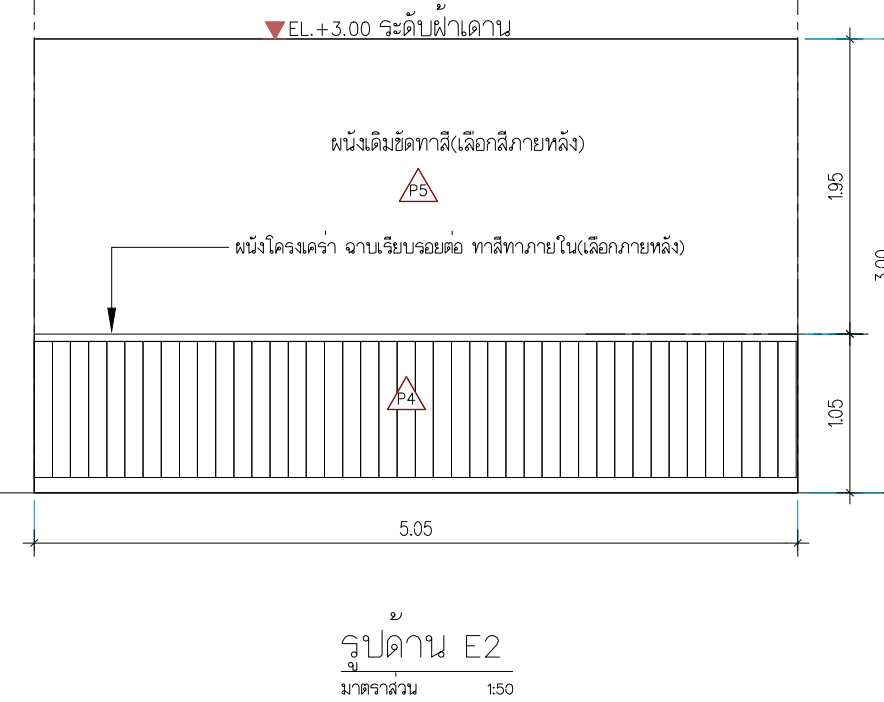 EL.+3.00 ระดับฝ้าเดาน
ผนังเดิมขัดทาสี(เลือกสีภายหลัง)
P5
1.95
ผนังโครงเคร่า ฉาบเรียบรอยต่อ ทาสีทาภายใน(เลือกภายหลัง)
3.00
P4
1.05
5.05
รูปด้าน E2
มาตราส่วน 1:50